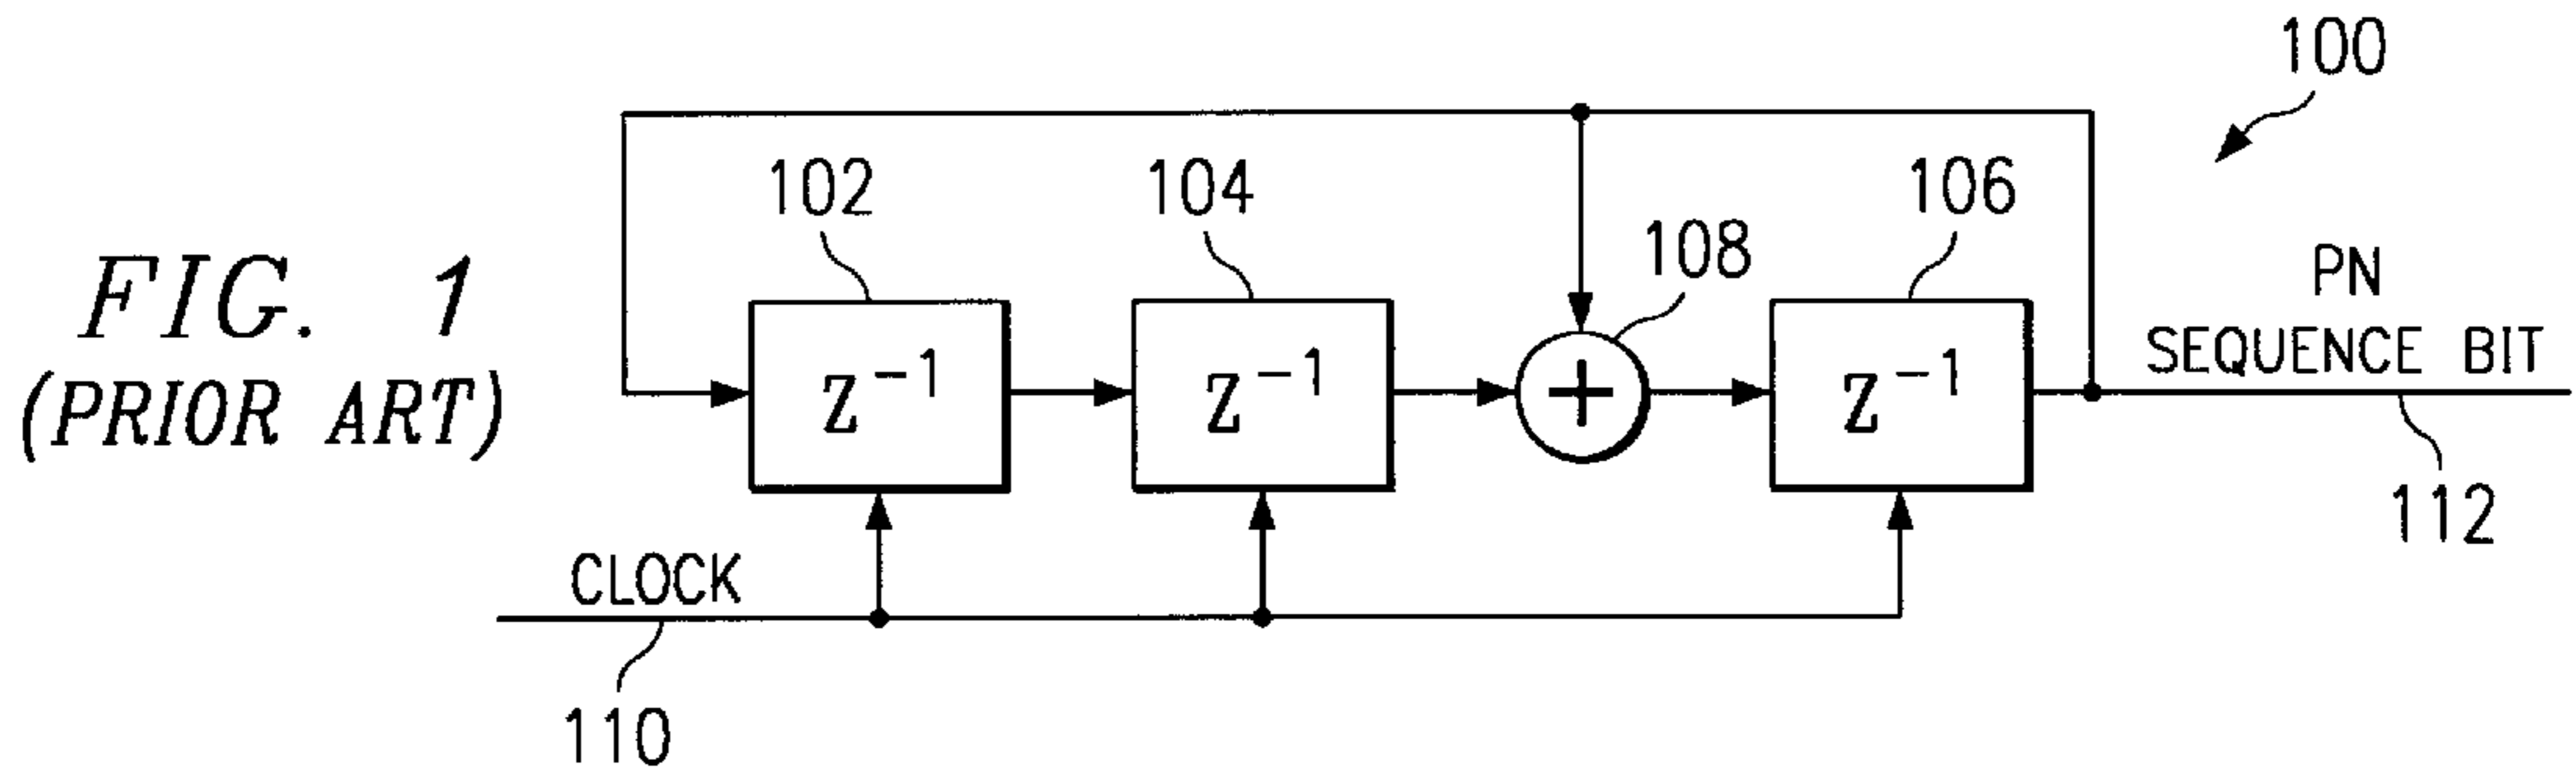 100
102
104
106
108
FIG. 1
(PRIOR ART)
Z⁻¹
Z⁻¹
+
Z⁻¹
PN
SEQUENCE BIT
112
CLOCK
110